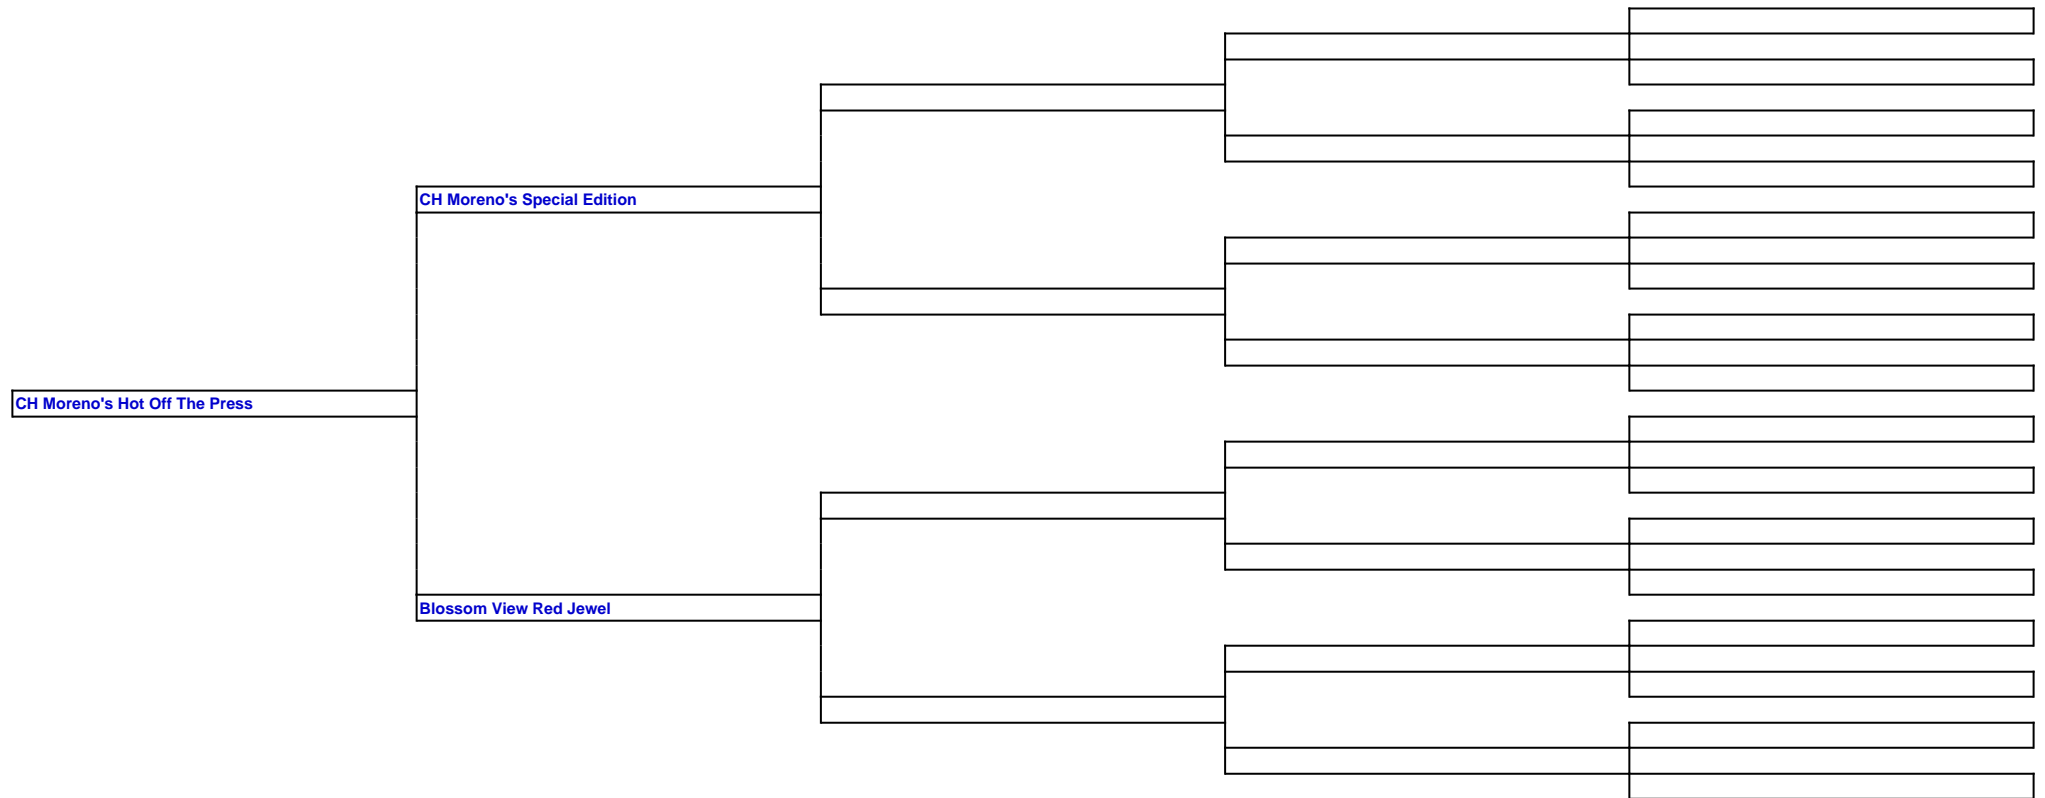 CH Moreno's Special Edition
CH Moreno's Hot Off The Press
Blossom View Red Jewel